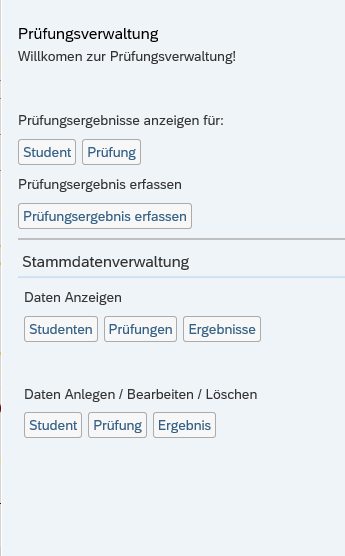 Prüfungsverwaltung
Willkomen zur Prüfungsverwaltung!
Prüfungsergebnisse anzeigen für:
Student Prüfung
Prüfungsergebnis erfassen
Prüfungsergebnis erfassen
Stammdatenverwaltung
Daten Anzeigen
Studenten Prüfungen Ergebnisse
Daten Anlegen / Bearbeiten / Löschen
Student Prüfung Ergebnis